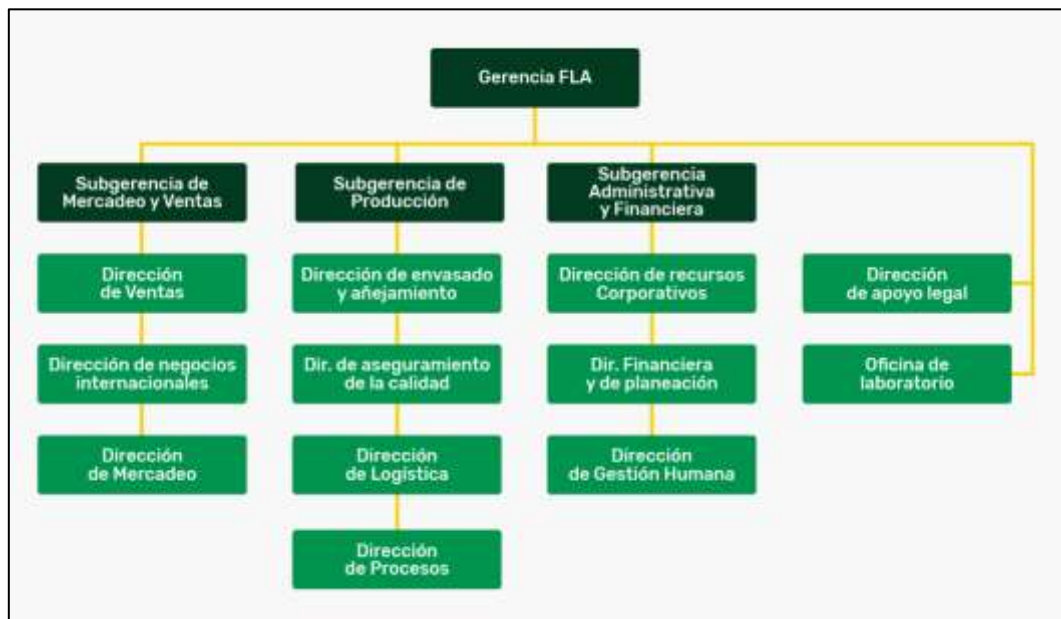 Gerencia FLA
Subgerencia de
Mercadeo y Ventas
Subgerencia de
Producción
Subgerencia
Administrativa
y Financiera
Dirección
de Ventas
Dirección de envasado
y añejamiento
Dirección de recursos
Corporativos
Dirección
de apoyo legal
Dirección de negocios
internacionales
Dir. de aseguramiento
de la calidad
Dir. Financiera
y de planeación
Oficina de
laboratorio
Dirección
de Mercadeo
Dirección
de Logística
Dirección
de Gestión Humana
Dirección
de Procesos